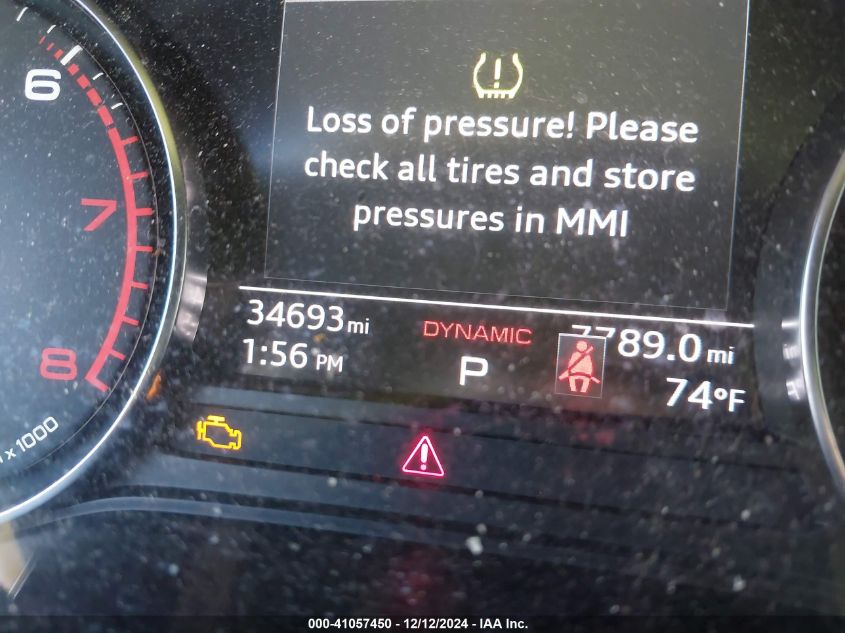 6
7
8
x 1000
Loss of pressure! Please
check all tires and store
pressures in MMI
34693 mi
DYNAMIC
7789.0 mi
1:56 PM
P
74°F
000-41057450 - 12/12/2024 - IAA Inc.